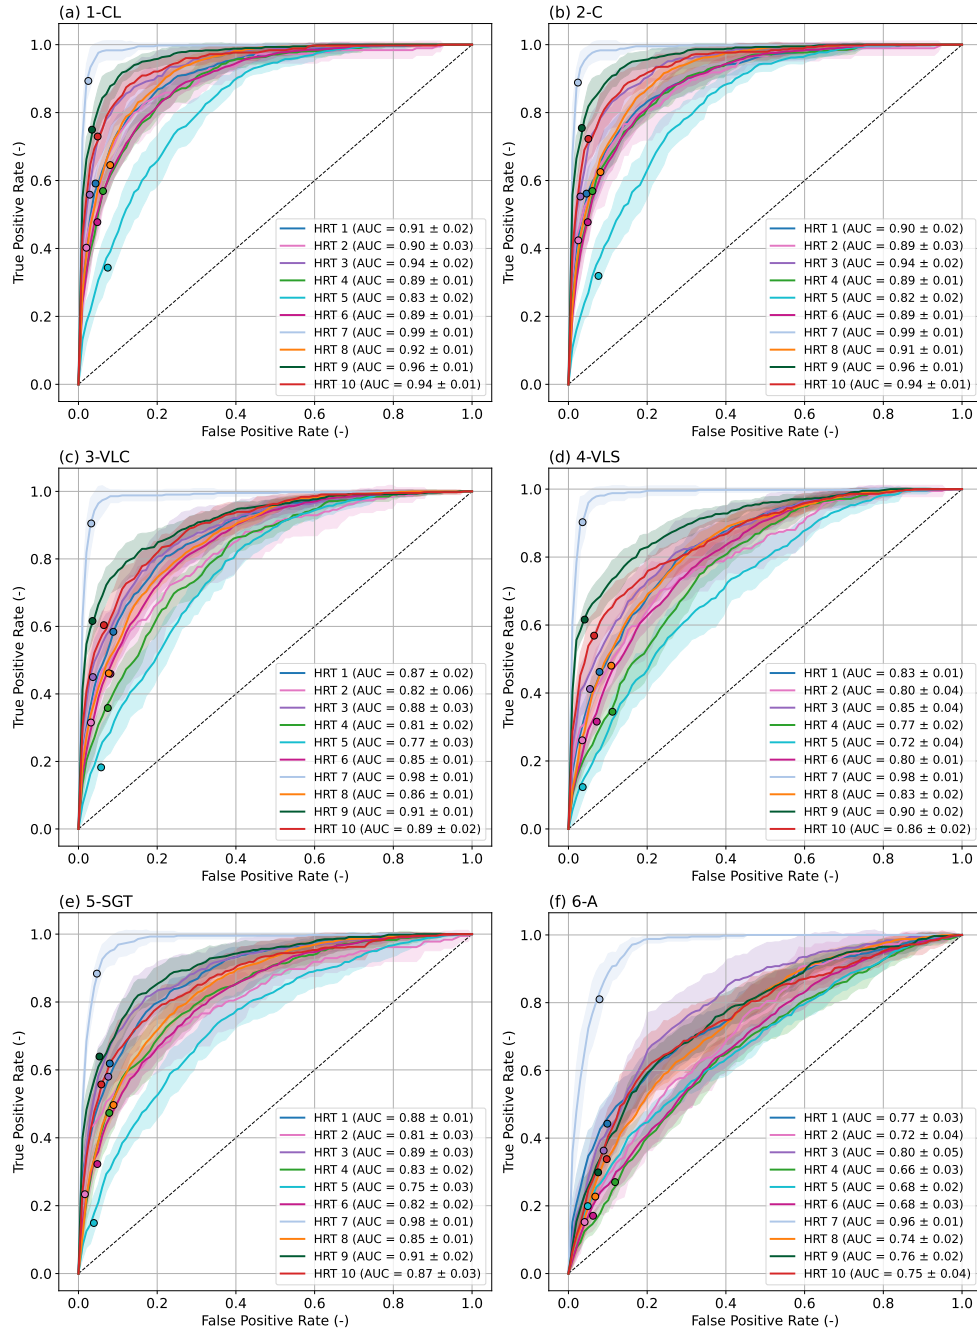 (a) 1-CL
True Positive Rate (-)
1.0
0.8
0.6
0.4
0.2
0.0
HRT 1 (AUC = 0.91 ± 0.02)
HRT 2 (AUC = 0.90 ± 0.03)
HRT 3 (AUC = 0.94 ± 0.02)
HRT 4 (AUC = 0.89 ± 0.01)
HRT 5 (AUC = 0.83 ± 0.02)
HRT 6 (AUC = 0.89 ± 0.01)
HRT 7 (AUC = 0.99 ± 0.01)
HRT 8 (AUC = 0.92 ± 0.01)
HRT 9 (AUC = 0.96 ± 0.01)
HRT 10 (AUC = 0.94 ± 0.01)
0.0 0.2 0.4 0.6 0.8 1.0
False Positive Rate (-)
(b) 2-C
True Positive Rate (-)
1.0
0.8
0.6
0.4
0.2
0.0
HRT 1 (AUC = 0.90 ± 0.02)
HRT 2 (AUC = 0.89 ± 0.03)
HRT 3 (AUC = 0.94 ± 0.02)
HRT 4 (AUC = 0.89 ± 0.01)
HRT 5 (AUC = 0.82 ± 0.02)
HRT 6 (AUC = 0.89 ± 0.01)
HRT 7 (AUC = 0.99 ± 0.01)
HRT 8 (AUC = 0.91 ± 0.01)
HRT 9 (AUC = 0.96 ± 0.01)
HRT 10 (AUC = 0.94 ± 0.01)
0.0 0.2 0.4 0.6 0.8 1.0
False Positive Rate (-)
(c) 3-VLC
True Positive Rate (-)
1.0
0.8
0.6
0.4
0.2
0.0
HRT 1 (AUC = 0.87 ± 0.02)
HRT 2 (AUC = 0.82 ± 0.06)
HRT 3 (AUC = 0.88 ± 0.03)
HRT 4 (AUC = 0.81 ± 0.02)
HRT 5 (AUC = 0.77 ± 0.03)
HRT 6 (AUC = 0.85 ± 0.01)
HRT 7 (AUC = 0.98 ± 0.01)
HRT 8 (AUC = 0.86 ± 0.01)
HRT 9 (AUC = 0.91 ± 0.01)
HRT 10 (AUC = 0.89 ± 0.02)
0.0 0.2 0.4 0.6 0.8 1.0
False Positive Rate (-)
(d) 4-VLS
True Positive Rate (-)
1.0
0.8
0.6
0.4
0.2
0.0
HRT 1 (AUC = 0.83 ± 0.01)
HRT 2 (AUC = 0.80 ± 0.04)
HRT 3 (AUC = 0.85 ± 0.04)
HRT 4 (AUC = 0.77 ± 0.02)
HRT 5 (AUC = 0.72 ± 0.04)
HRT 6 (AUC = 0.80 ± 0.01)
HRT 7 (AUC = 0.98 ± 0.01)
HRT 8 (AUC = 0.83 ± 0.02)
HRT 9 (AUC = 0.90 ± 0.02)
HRT 10 (AUC = 0.86 ± 0.02)
0.0 0.2 0.4 0.6 0.8 1.0
False Positive Rate (-)
(e) 5-SGT
True Positive Rate (-)
1.0
0.8
0.6
0.4
0.2
0.0
HRT 1 (AUC = 0.88 ± 0.01)
HRT 2 (AUC = 0.81 ± 0.03)
HRT 3 (AUC = 0.89 ± 0.03)
HRT 4 (AUC = 0.83 ± 0.02)
HRT 5 (AUC = 0.75 ± 0.03)
HRT 6 (AUC = 0.82 ± 0.02)
HRT 7 (AUC = 0.98 ± 0.01)
HRT 8 (AUC = 0.85 ± 0.01)
HRT 9 (AUC = 0.91 ± 0.02)
HRT 10 (AUC = 0.87 ± 0.03)
0.0 0.2 0.4 0.6 0.8 1.0
False Positive Rate (-)
(f) 6-A
True Positive Rate (-)
1.0
0.8
0.6
0.4
0.2
0.0
HRT 1 (AUC = 0.77 ± 0.03)
HRT 2 (AUC = 0.72 ± 0.04)
HRT 3 (AUC = 0.80 ± 0.05)
HRT 4 (AUC = 0.66 ± 0.03)
HRT 5 (AUC = 0.68 ± 0.02)
HRT 6 (AUC = 0.68 ± 0.03)
HRT 7 (AUC = 0.96 ± 0.01)
HRT 8 (AUC = 0.74 ± 0.02)
HRT 9 (AUC = 0.76 ± 0.02)
HRT 10 (AUC = 0.75 ± 0.04)
0.0 0.2 0.4 0.6 0.8 1.0
False Positive Rate (-)